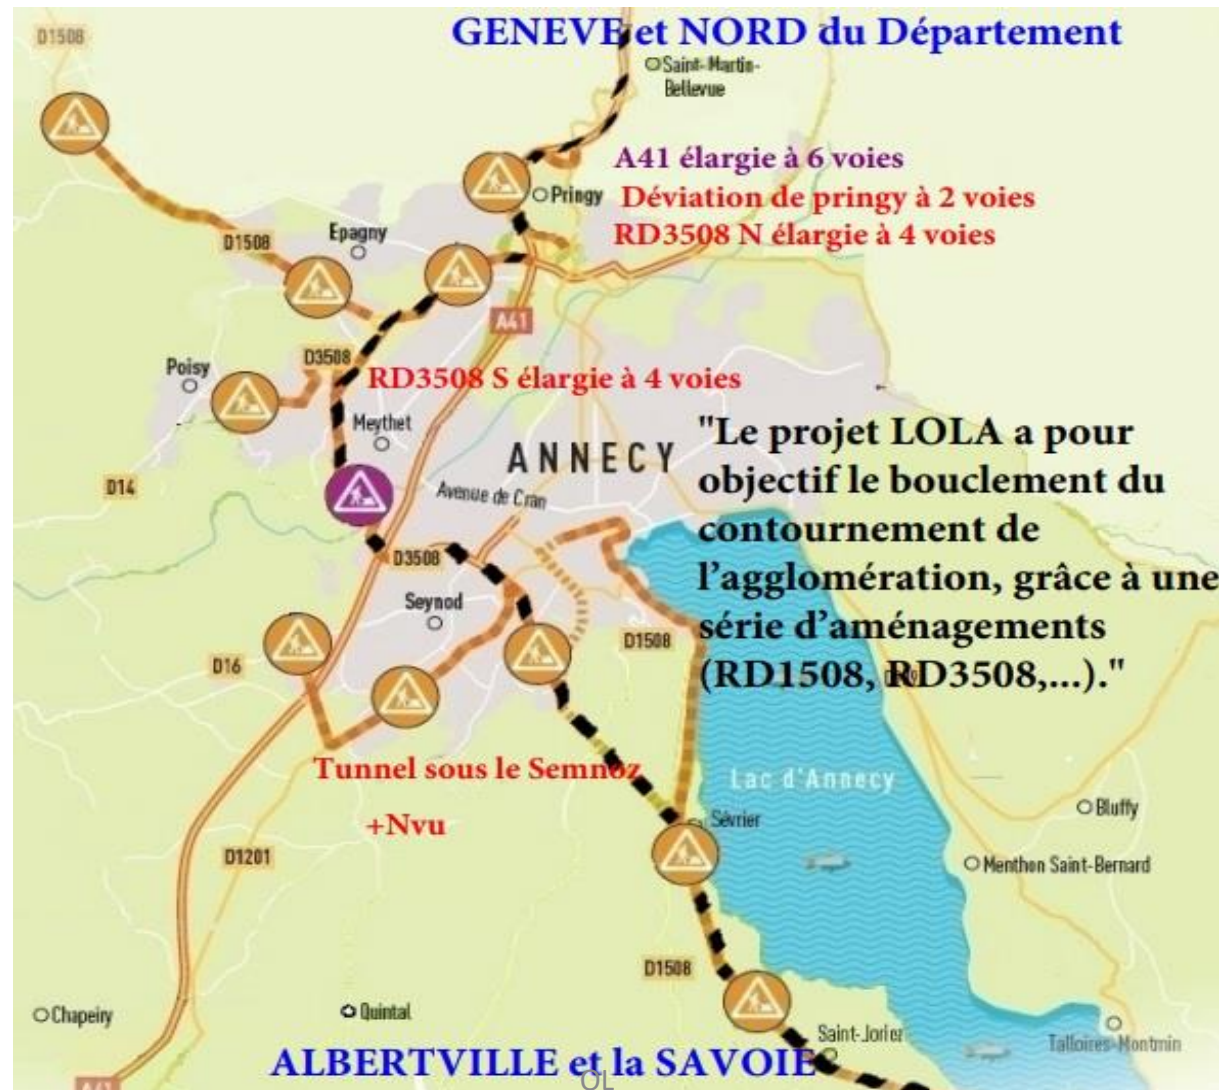 GENEVE et NORD du Département
D1508
Saint-Martin-
Bellevue
A41 élargie à 6 voies
Pringy
Déviation de pringy à 2 voies
RD3508 N élargie à 4 voies
Epagny
D1508
A41
D3508
Poisy
RD3508 S élargie à 4 voies
Meythet
ANNECY
"Le projet LOLA a pour
objectif le bouclement du
contournement de
l'agglomération, grâce à une
série d'aménagements
(RD1508, RD3508,...)."
D14
Avenue de Cran
D3508
Seynod
D1508
D16
Tunnel sous le Semnoz
+Nvu
Lac d'Annecy
Sévrier
Bluffy
D1201
Menthon Saint-Bernard
D1508
Chapeiry
Quintal
Saint-Jorier
Talloires-Montmin
ALBERTVILLE et la SAVOIE
A41
OL